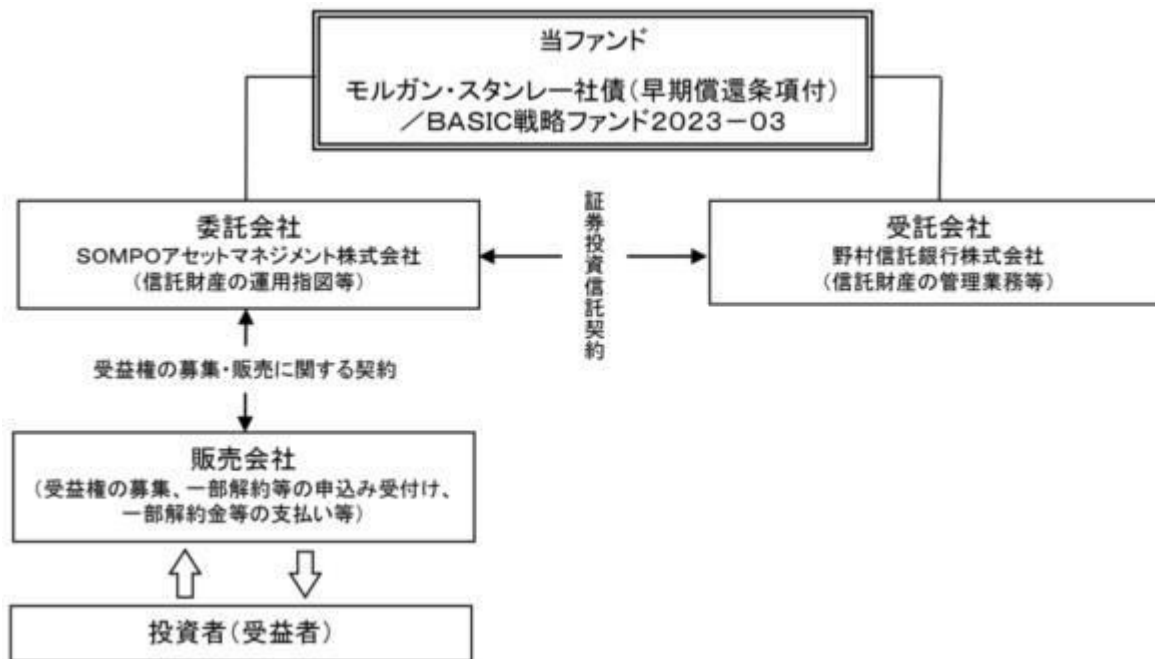 当ファンド
モルガン・スタンレー社債(早期償還条項付)
／BASIC戦略ファンド2023－03
委託会社
SOMPOアセットマネジメント株式会社
(信託財産の運用指図等)
証券投資信託契約
受託会社
野村信託銀行株式会社
(信託財産の管理業務等)
受益権の募集・販売に関する契約
販売会社
(受益権の募集、一部解約等の申込み受付け、
一部解約金等の支払い等)
投資者(受益者)